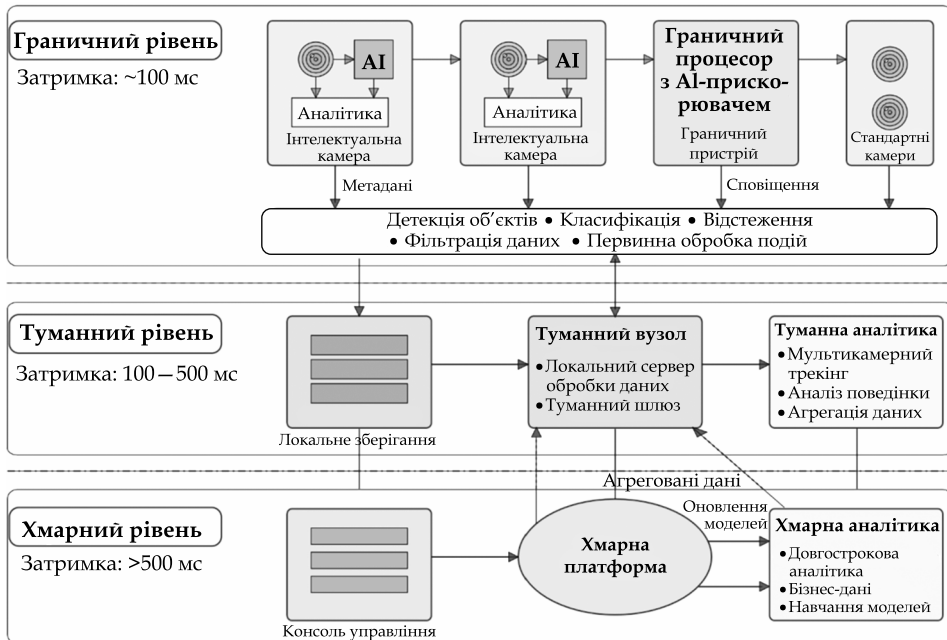 Граничний рівень
Затримка: ~100 мс
AI
Аналітика
Інтелектуальна
камера
AI
Аналітика
Інтелектуальна
камера
Граничний
процесор
з AI-приско-
рювачем
Граничний
пристрій
Стандартні
камери
Метадані
Сповіщення
Детекція об’єктів • Класифікація • Відстеження
• Фільтрація даних • Первинна обробка подій
Туманний рівень
Затримка: 100—500 мс
Локальне зберігання
Туманний вузол
• Локальний сервер
обробки даних
• Туманний шлюз
Туманна аналітика
• Мультикамерний
трекінг
• Аналіз поведінки
• Агрегація даних
Агреговані дані
Оновлення
моделей
Хмарний рівень
Затримка: >500 мс
Консоль управління
Хмарна
платформа
Хмарна аналітика
• Довгострокова
аналітика
• Бізнес-дані
• Навчання моделей